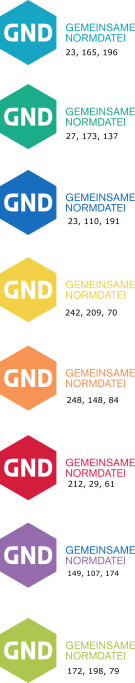 GND
GEMEINSAME
NORMDATEI
23, 165, 196
GND
GEMEINSAME
NORMDATEI
27, 173, 137
GND
GEMEINSAME
NORMDATEI
23, 110, 191
GND
GEMEINSAME
NORMDATEI
242, 209, 70
GND
GEMEINSAME
NORMDATEI
248, 148, 84
GND
GEMEINSAME
NORMDATEI
212, 29, 61
GND
GEMEINSAME
NORMDATEI
149, 107, 174
GND
GEMEINSAME
NORMDATEI
172, 198, 79